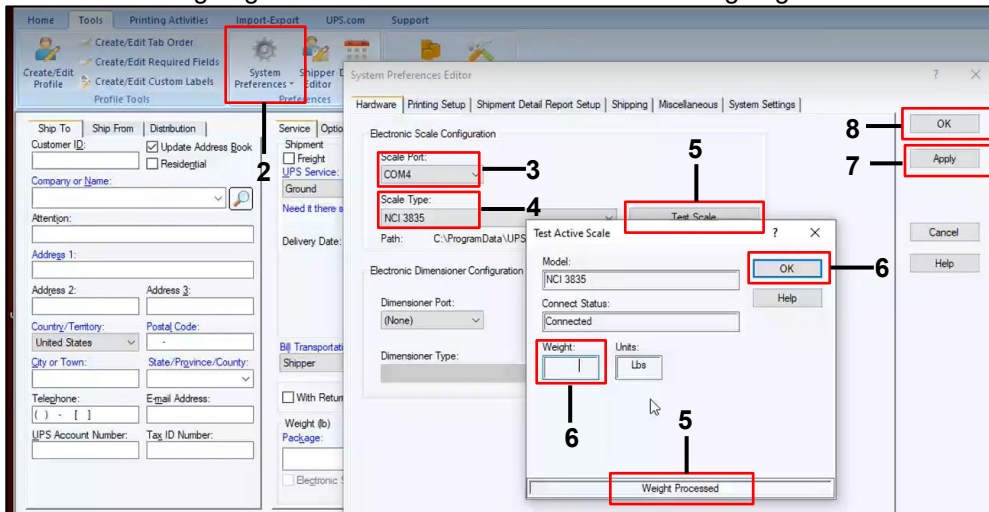 Home Tools Printing Activities Import-Export UPS.com Support
Create/Edit Profile
Create/Edit Tab Order
Create/Edit Required Fields
Create/Edit Custom Labels
System Preferences
Shipper Editor
Profile Tools
Preferences
2
Ship To Ship From Distribution
Customer ID:
Update Address Book
Residential
Company or Name:
Attention:
Address 1:
Address 2: Address 3:
Country/Territory: Postal Code:
United States -
City or Town: State/Province/County:
Telephone: E-mail Address:
( ) - [ ]
UPS Account Number: Tax ID Number:
Service
Shipment
Freight
UPS Service:
Ground
Need it there
Delivery Date:
Shipper
With
Weight (lb)
Package:
System Preferences Editor ? X
Hardware Printing Setup Shipment Detail Report Setup Shipping Miscellaneous System Settings
Electronic Scale Configuration
Scale Port:
COM4
3
Scale Type:
NCI 3835
4
5
Test Scale
Path: C:\ProgramData\UPS
Electronic Dimensioner Configuration
Dimensioner Port:
(None)
Dimensioner Type:
8
OK
7
Apply
Cancel
Help
Test Active Scale ? X
Model:
NCI 3835
OK
6
Help
Connect Status:
Connected
Weight: Units:
Lbs
6
5
Weight Processed